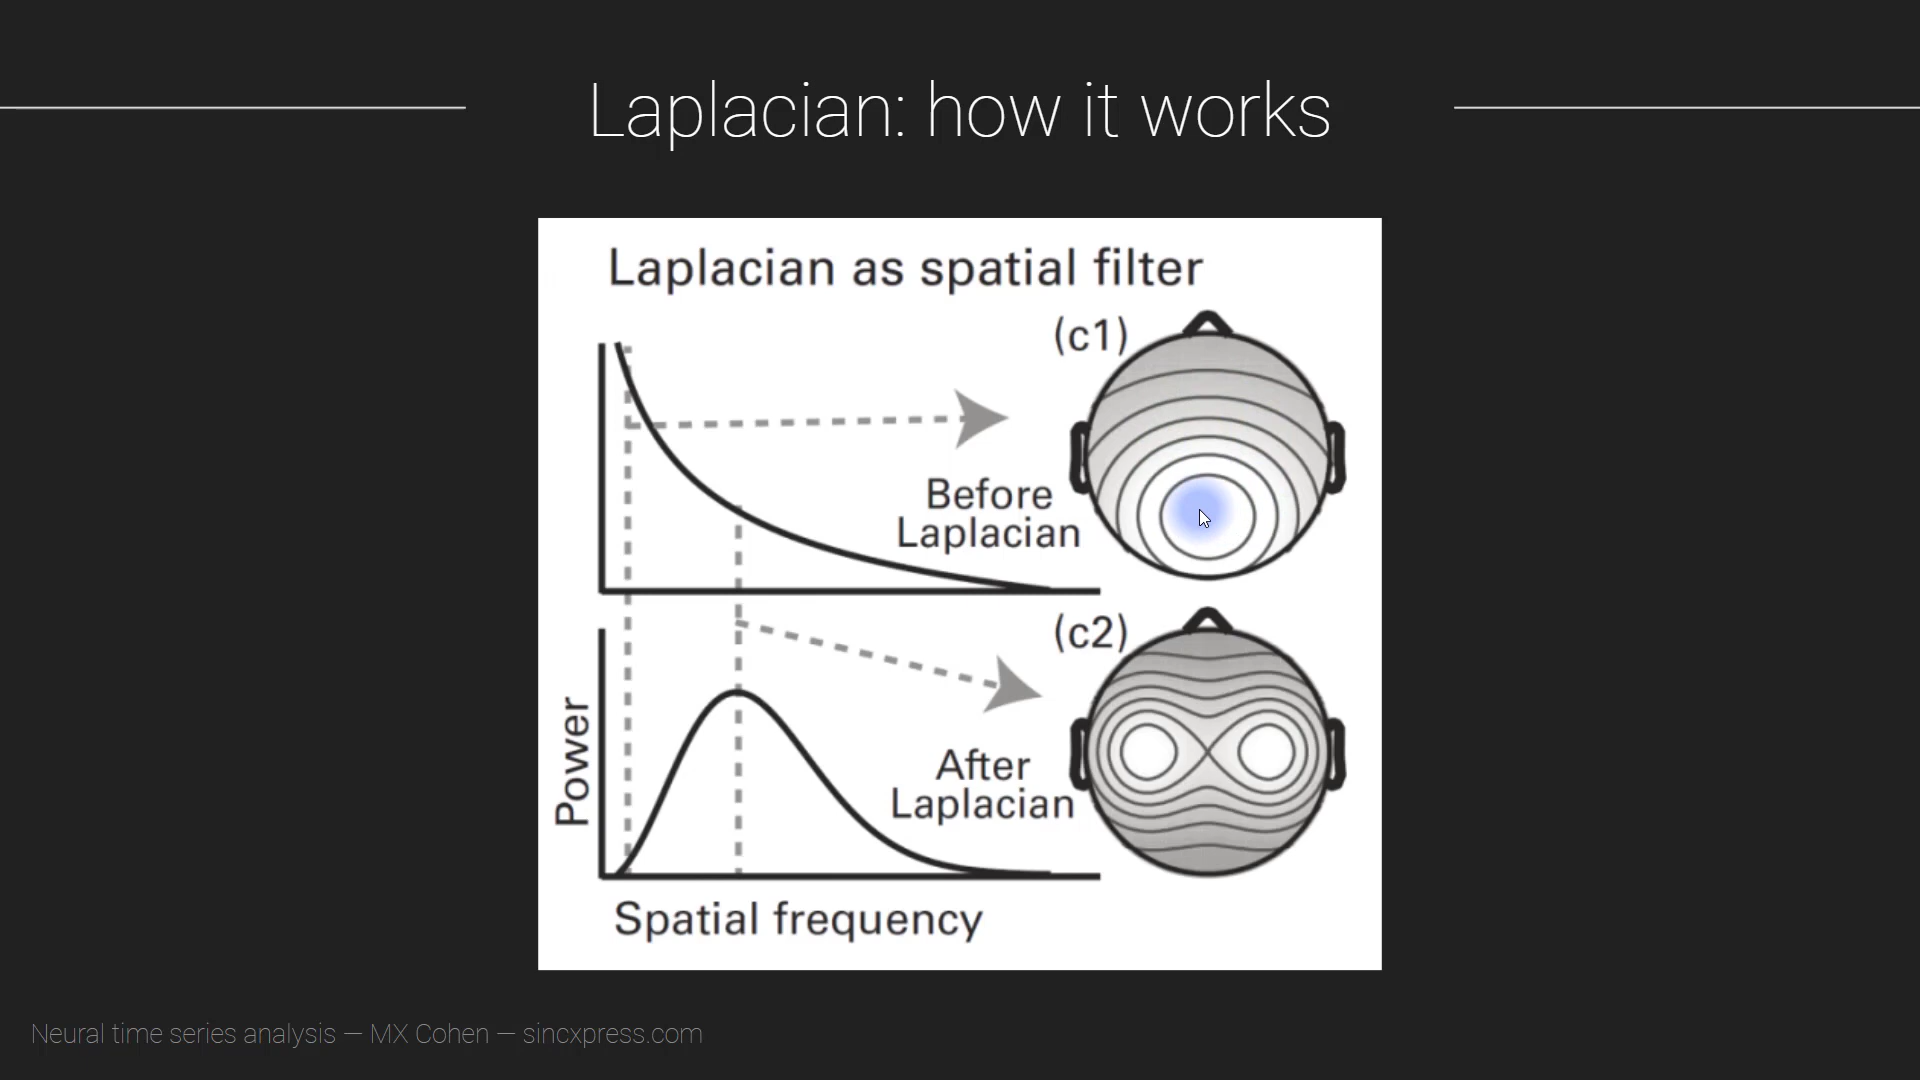 Laplacian: how it works
Laplacian as spatial filter
(c1)
Before
Laplacian
(c2)
After
Laplacian
Power
Spatial frequency
Neural time series analysis — MX Cohen — sincxpress.com